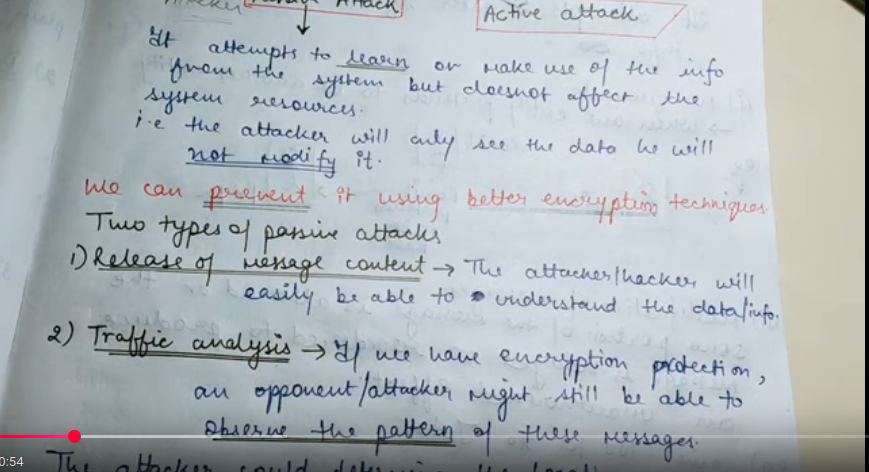 Attack
Active attack
It attempts to learn or make use of the info
from the system but doesnot affect the
system resources.
i.e the attacker will only see the data he will
not modify it.
We can prevent it using better encryption techniques.
Two types of passive attacks
1) Release of message content → The attacker/hacker will
easily be able to understand the data/info.
2) Traffic analysis → If we have encryption protection,
an opponent/attacker might still be able to
observe the pattern of these messages.
The attacker could determine the
0:54